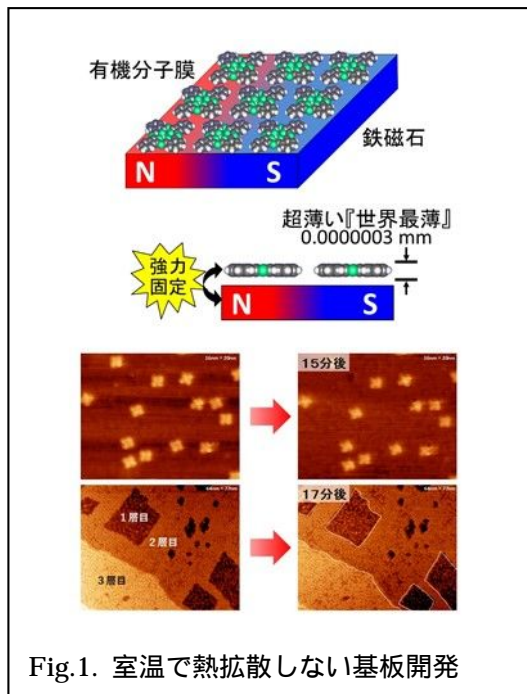 有機分子膜
鉄磁石
N
S
超薄い『世界最薄』
0.0000003 mm
強力
固定
N
S
15分後
1層目
2層目
3層目
17分後
Fig.1. 室温で熱拡散しない基板開発